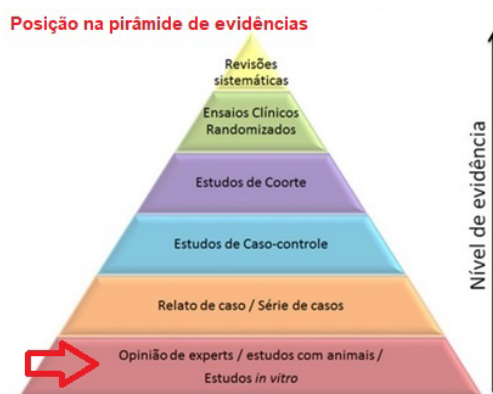 Posição na pirâmide de evidências
Revisões
sistemáticas
Ensaios Clínicos
Randomizados
Estudos de Coorte
Estudos de Caso-controle
Relato de caso / Série de casos
Opinião de experts / estudos com animais /
Estudos in vitro
Nível de evidência